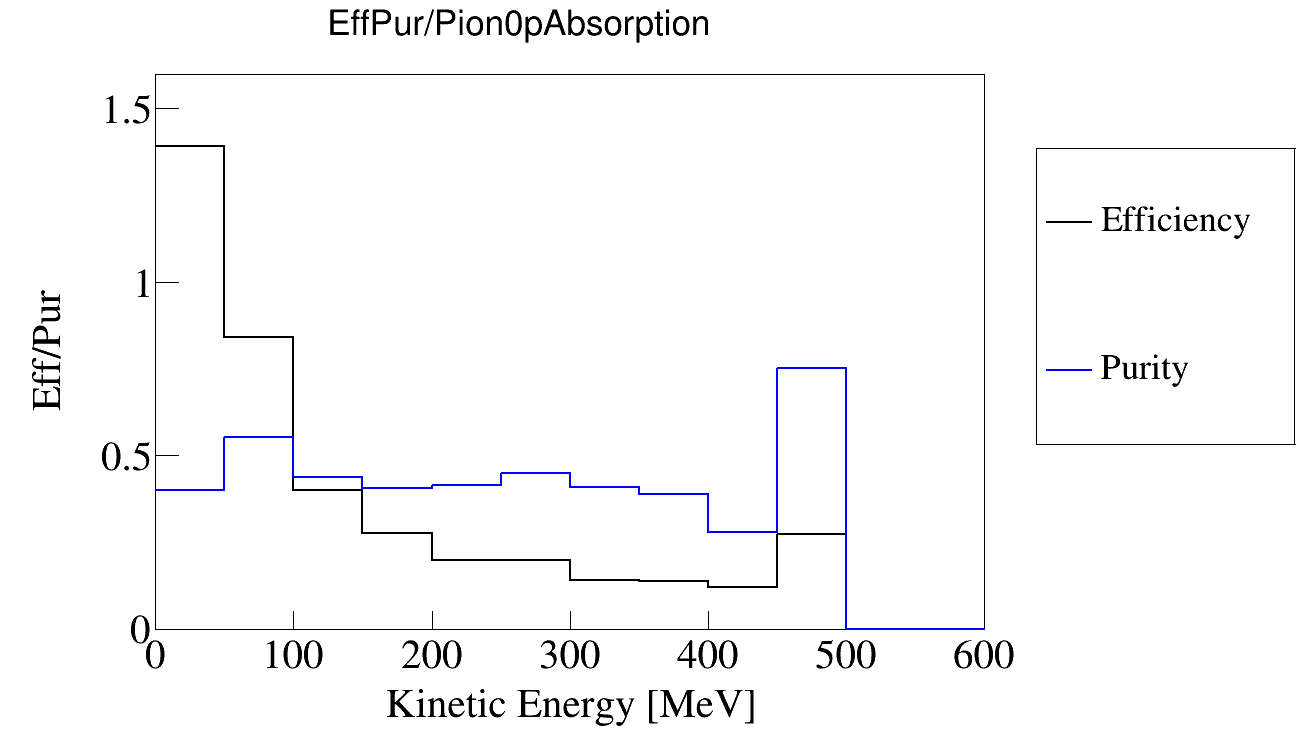 EffPur/Pion0pAbsorption
1.5
1
0.5
0
Eff/Pur
0 100 200 300 400 500 600
Kinetic Energy [MeV]
Efficiency
Purity